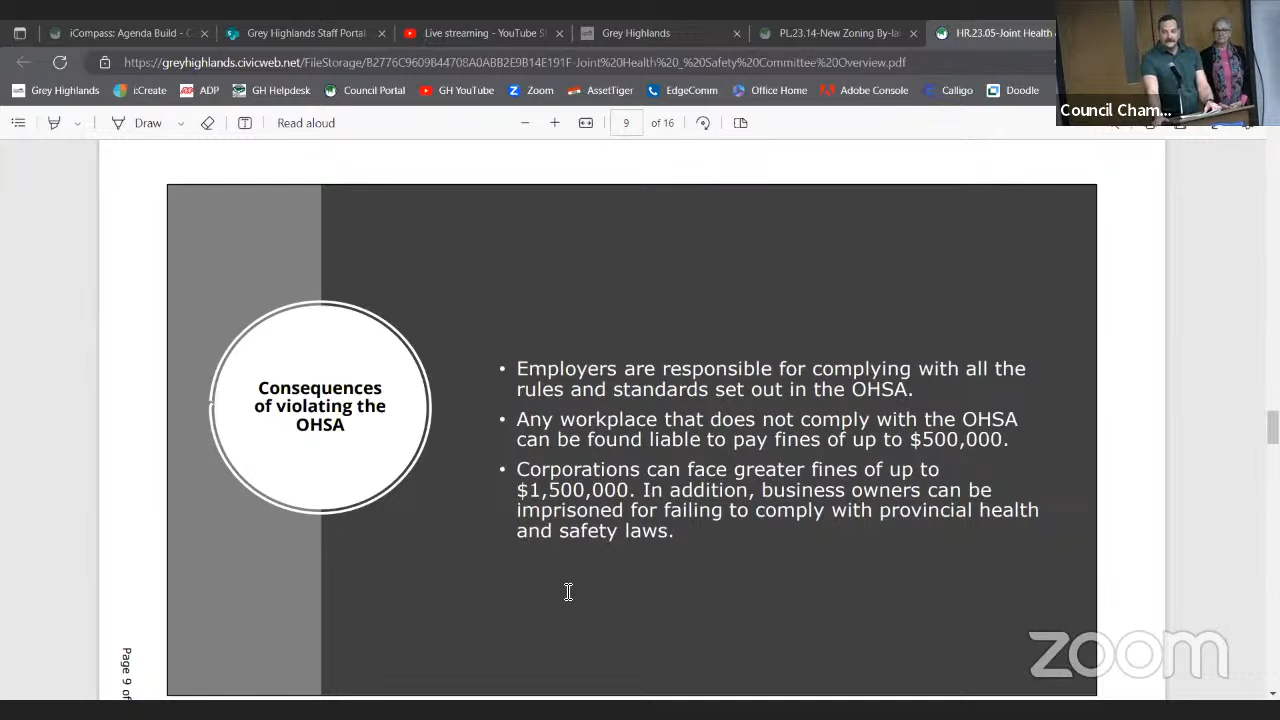 iCompass: Agenda Build - C
Grey Highlands Staff Portal
Live streaming - YouTube S
Grey Highlands
PL.23.14-New Zoning By-la
HR.23.05-Joint Health &
https://greyhighlands.civicweb.net/FileStorage/B2776C9609B44708A0ABB2E9B14E191F-Joint%20Health%20_%20Safety%20Committee%20Overview.pdf
Grey Highlands
iCreate
ADP
GH Helpdesk
Council Portal
GH YouTube
Zoom
AssetTiger
EdgeComm
Office Home
Adobe Console
Calligo
Doodle
Council Cham...
Draw
Read aloud
9 of 16
Consequences
of violating the
OHSA
• Employers are responsible for complying with all the
rules and standards set out in the OHSA.
• Any workplace that does not comply with the OHSA
can be found liable to pay fines of up to $500,000.
• Corporations can face greater fines of up to
$1,500,000. In addition, business owners can be
imprisoned for failing to comply with provincial health
and safety laws.
Page 9 of
zoom